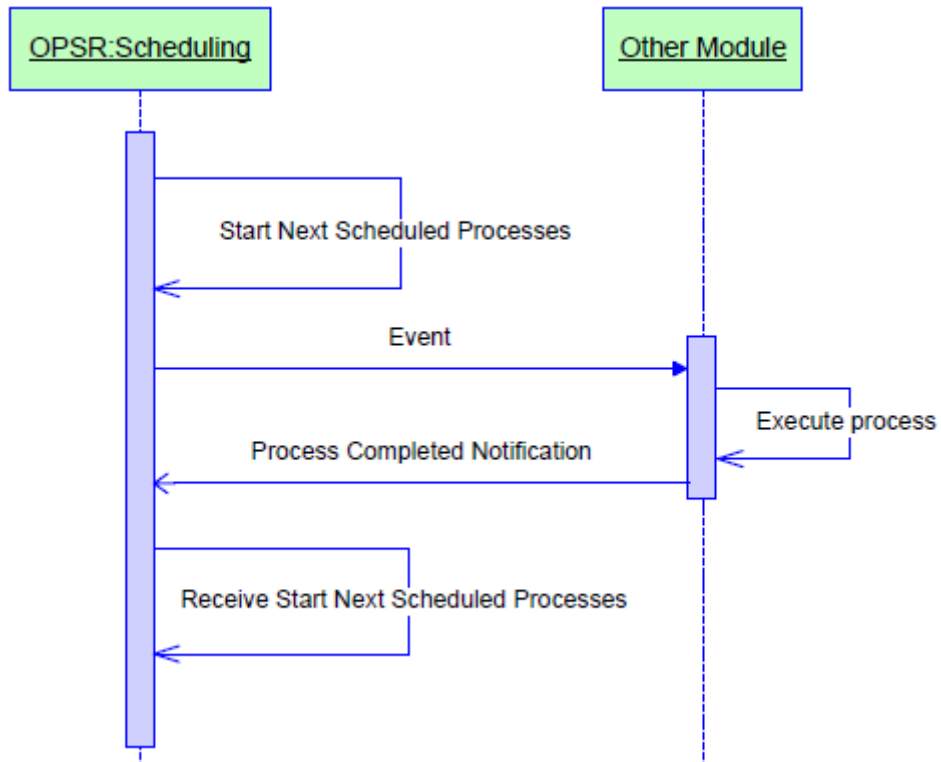 OPSR:Scheduling
Other Module
Start Next Scheduled Processes
Event
Execute process
Process Completed Notification
Receive Start Next Scheduled Processes